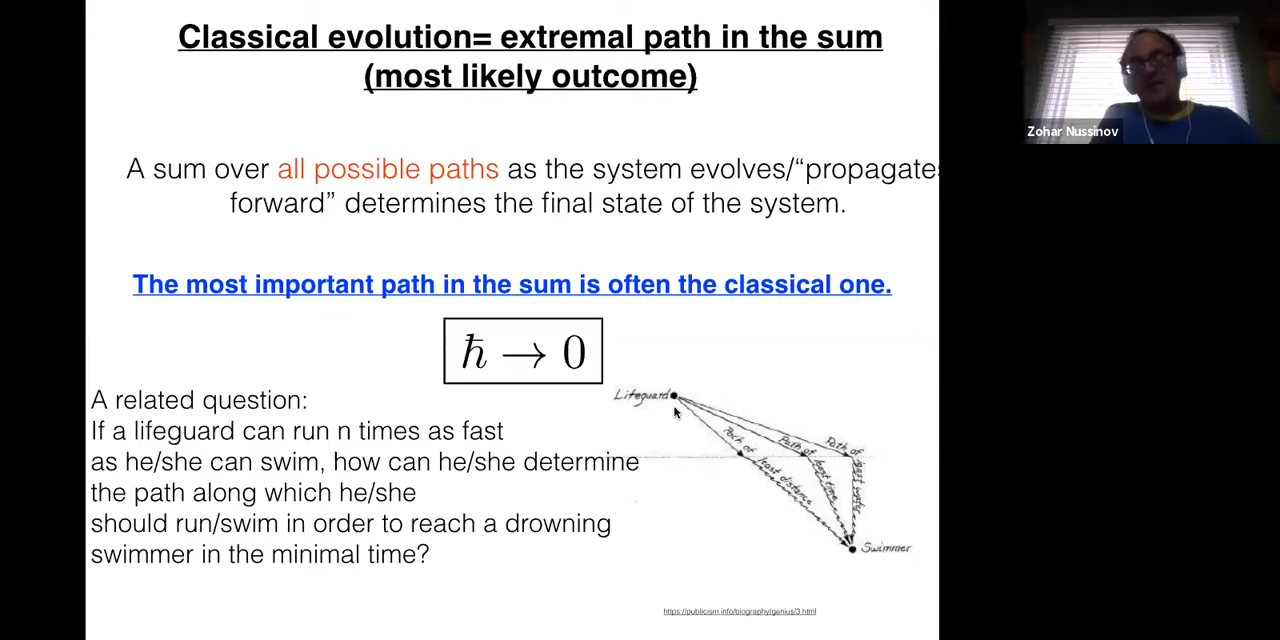 Classical evolution= extremal path in the sum
(most likely outcome)
Zohar Nussinov
A sum over all possible paths as the system evolves/“propagates
forward” determines the final state of the system.
The most important path in the sum is often the classical one.
ℏ → 0
A related question:
If a lifeguard can run n times as fast
as he/she can swim, how can he/she determine
the path along which he/she
should run/swim in order to reach a drowning
swimmer in the minimal time?
Lifeguard
Path of least distance
Path of least time
Path of least water
Swimmer
https://publicism.info/biography/genius/3.html